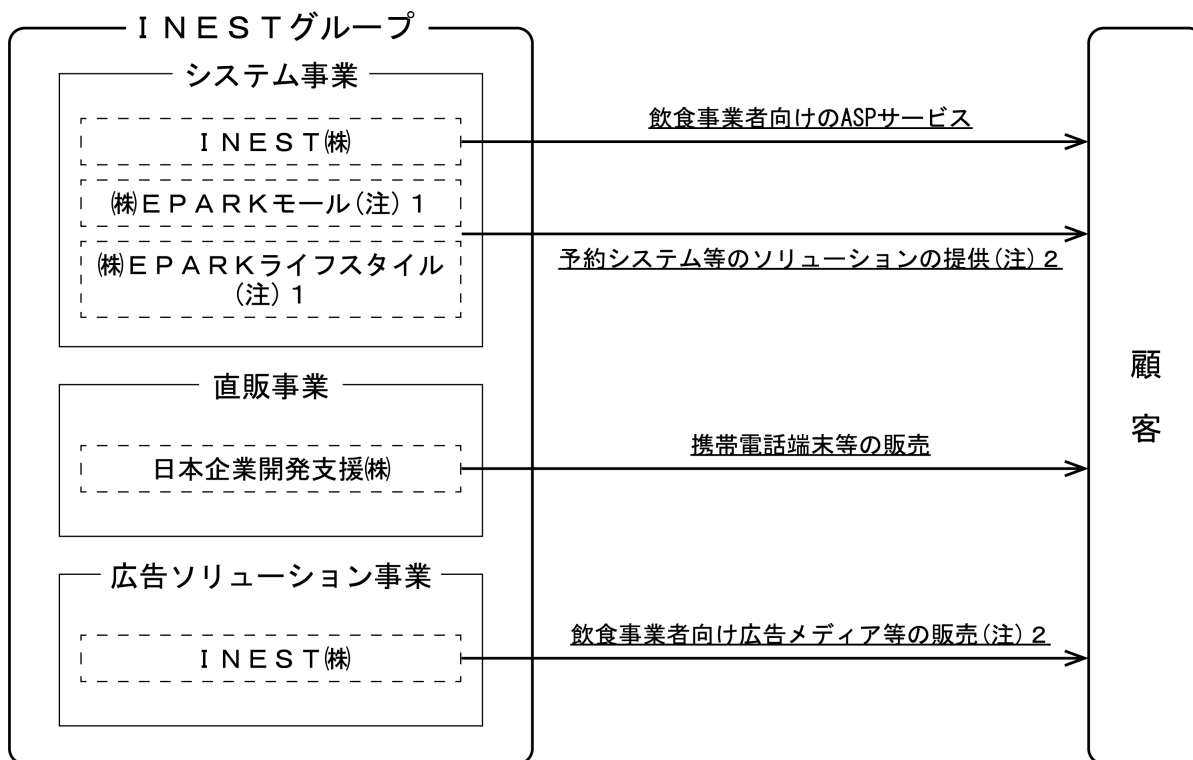 ＩＮＥＳＴグループ
システム事業
ＩＮＥＳＴ㈱
㈱ＥＰＡＲＫモール(注)１
㈱ＥＰＡＲＫライフスタイル
(注)１
飲食事業者向けのASPサービス
予約システム等のソリューションの提供(注)２
直販事業
日本企業開発支援㈱
携帯電話端末等の販売
広告ソリューション事業
ＩＮＥＳＴ㈱
飲食事業者向け広告メディア等の販売(注)２
顧
客